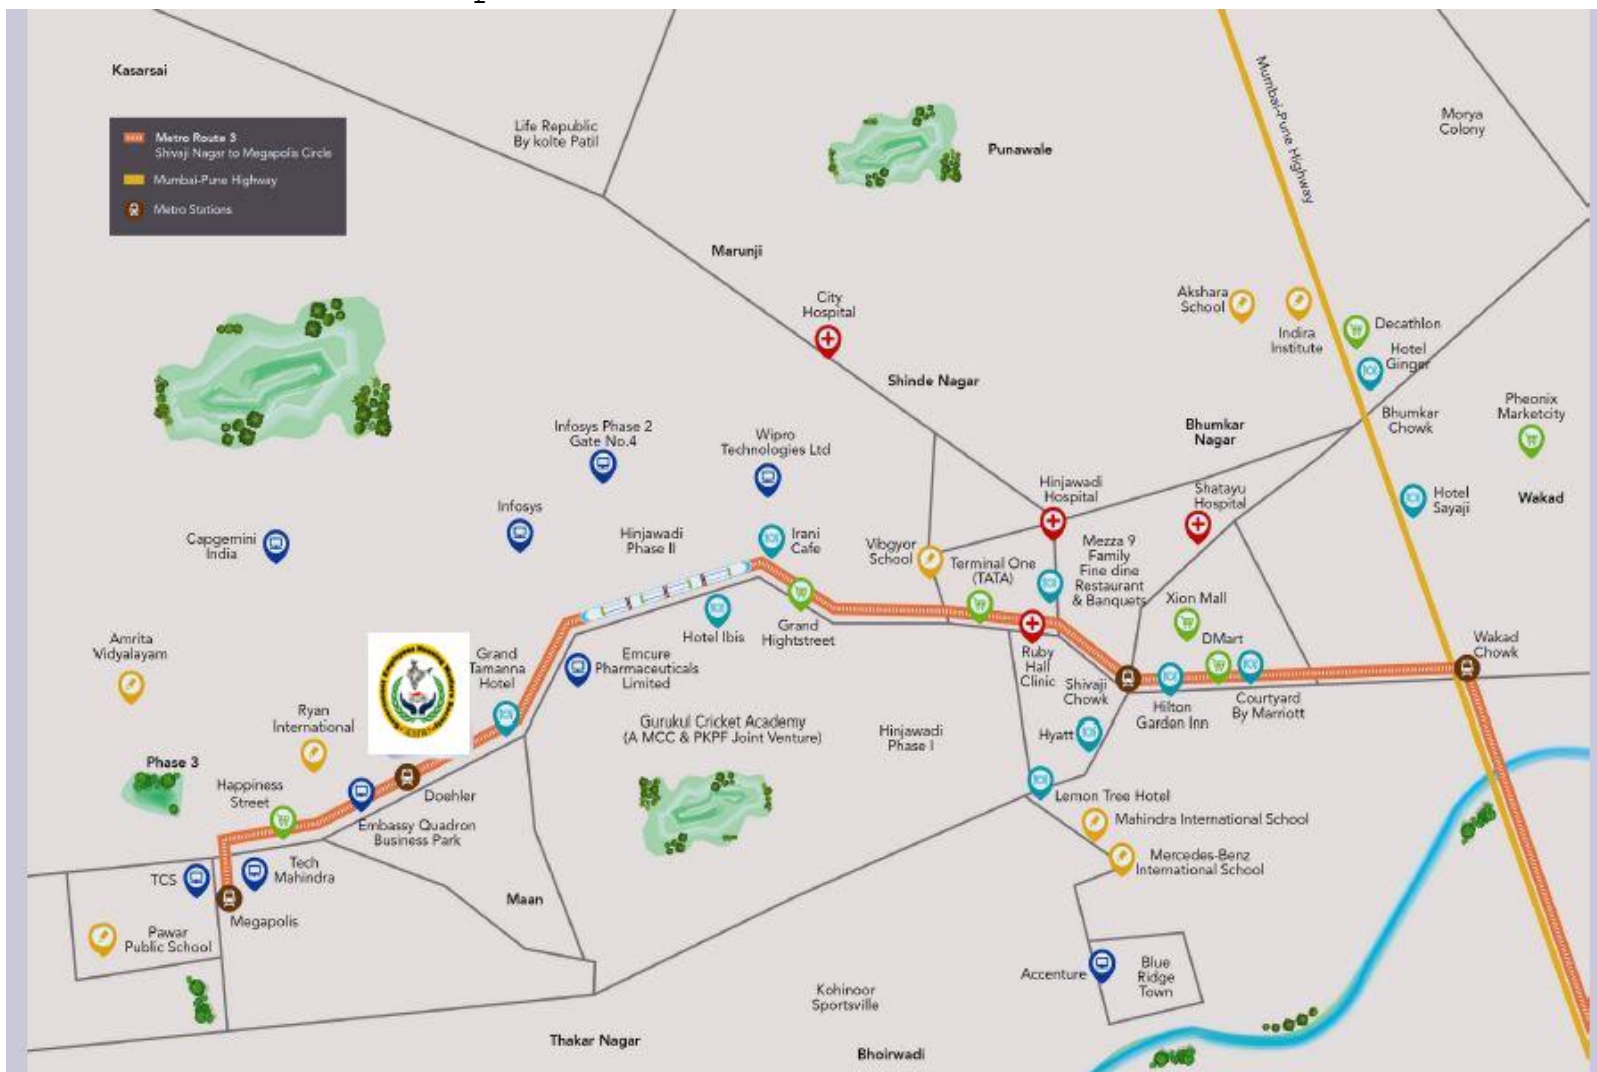 Kasarsai
Metro Route 3
Shivaji Nagar to Megapolis Circle
Mumbai-Pune Highway
Metro Stations
Life Republic
By kolte Patil
Punawale
Mumbai-Pune Highway
Morya
Colony
Marunji
City
Hospital
Akshara
School
Indira
Institute
Decathlon
Hotel
Ginger
Shinde Nagar
Bhumkar
Nagar
Bhumkar
Chowk
Pheonix
Marketcity
Infosys Phase 2
Gate No.4
Wipro
Technologies Ltd
Hinjawadi
Hospital
Shatayu
Hospital
Hotel
Sayaji
Wakad
Infosys
Capgemini
India
Hinjawadi
Phase II
Irani
Cafe
Vibgyor
School
Terminal One
(TATA)
Mezza 9
Family
Fine dine
Restaurant
& Banquets
Xion Mall
Grand
Hightstreet
Hotel Ibis
DMart
Wakad
Chowk
Amrita
Vidyalayam
Grand
Tamanna
Hotel
Emcure
Pharmaceuticals
Limited
Ruby
Hall
Clinic
Shivaji
Chowk
Hilton
Garden Inn
Courtyard
By Marriott
Ryan
International
Gurukul Cricket Academy
(A MCC & PKPF Joint Venture)
Hinjawadi
Phase I
Hyatt
Phase 3
Happiness
Street
Doehler
Lemon Tree Hotel
Embassy Quadron
Business Park
Mahindra International School
Mercedes-Benz
International School
TCS
Tech
Mahindra
Maan
Megapolis
Pawar
Public School
Accenture
Blue
Ridge
Town
Kohinoor
Sportsville
Thakar Nagar
Bhoirwadi